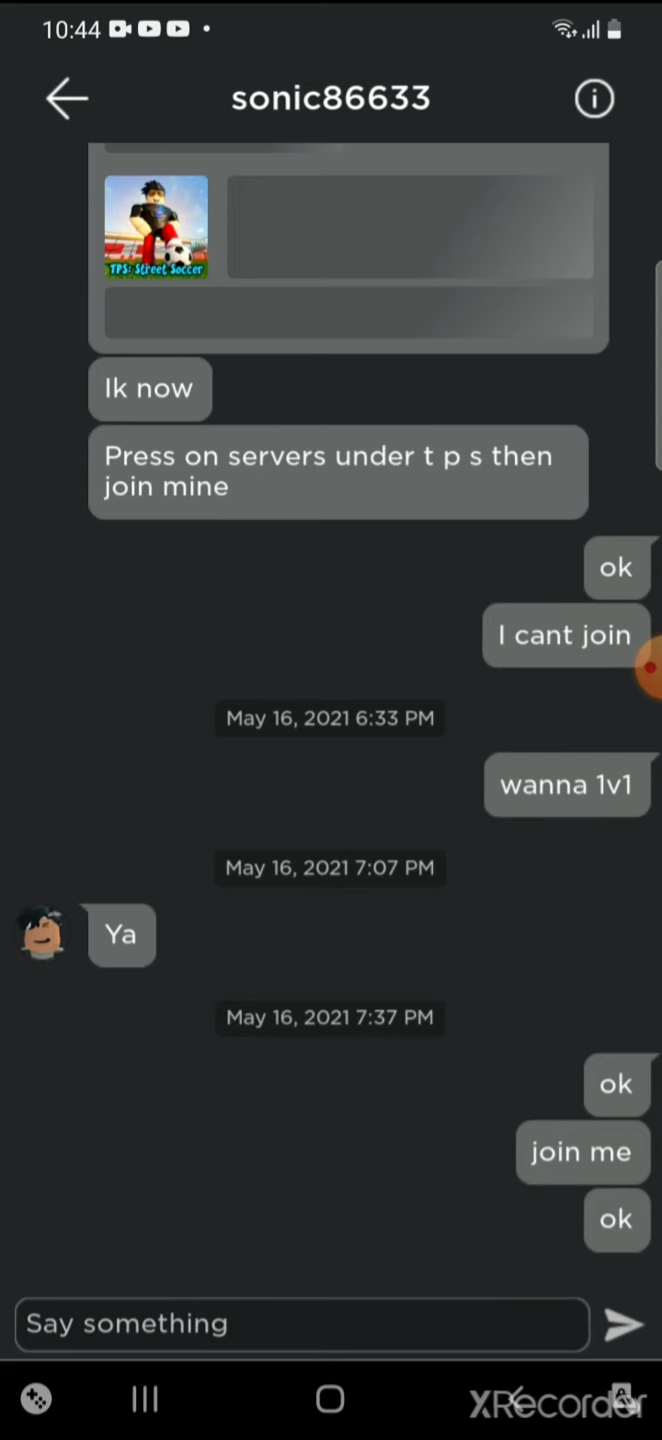 10:44
sonic86633
TPS: Street Soccer
Ik now
Press on servers under t p s then
join mine
ok
I cant join
May 16, 2021 6:33 PM
wanna 1v1
May 16, 2021 7:07 PM
Ya
May 16, 2021 7:37 PM
ok
join me
ok
Say something
XRecorder